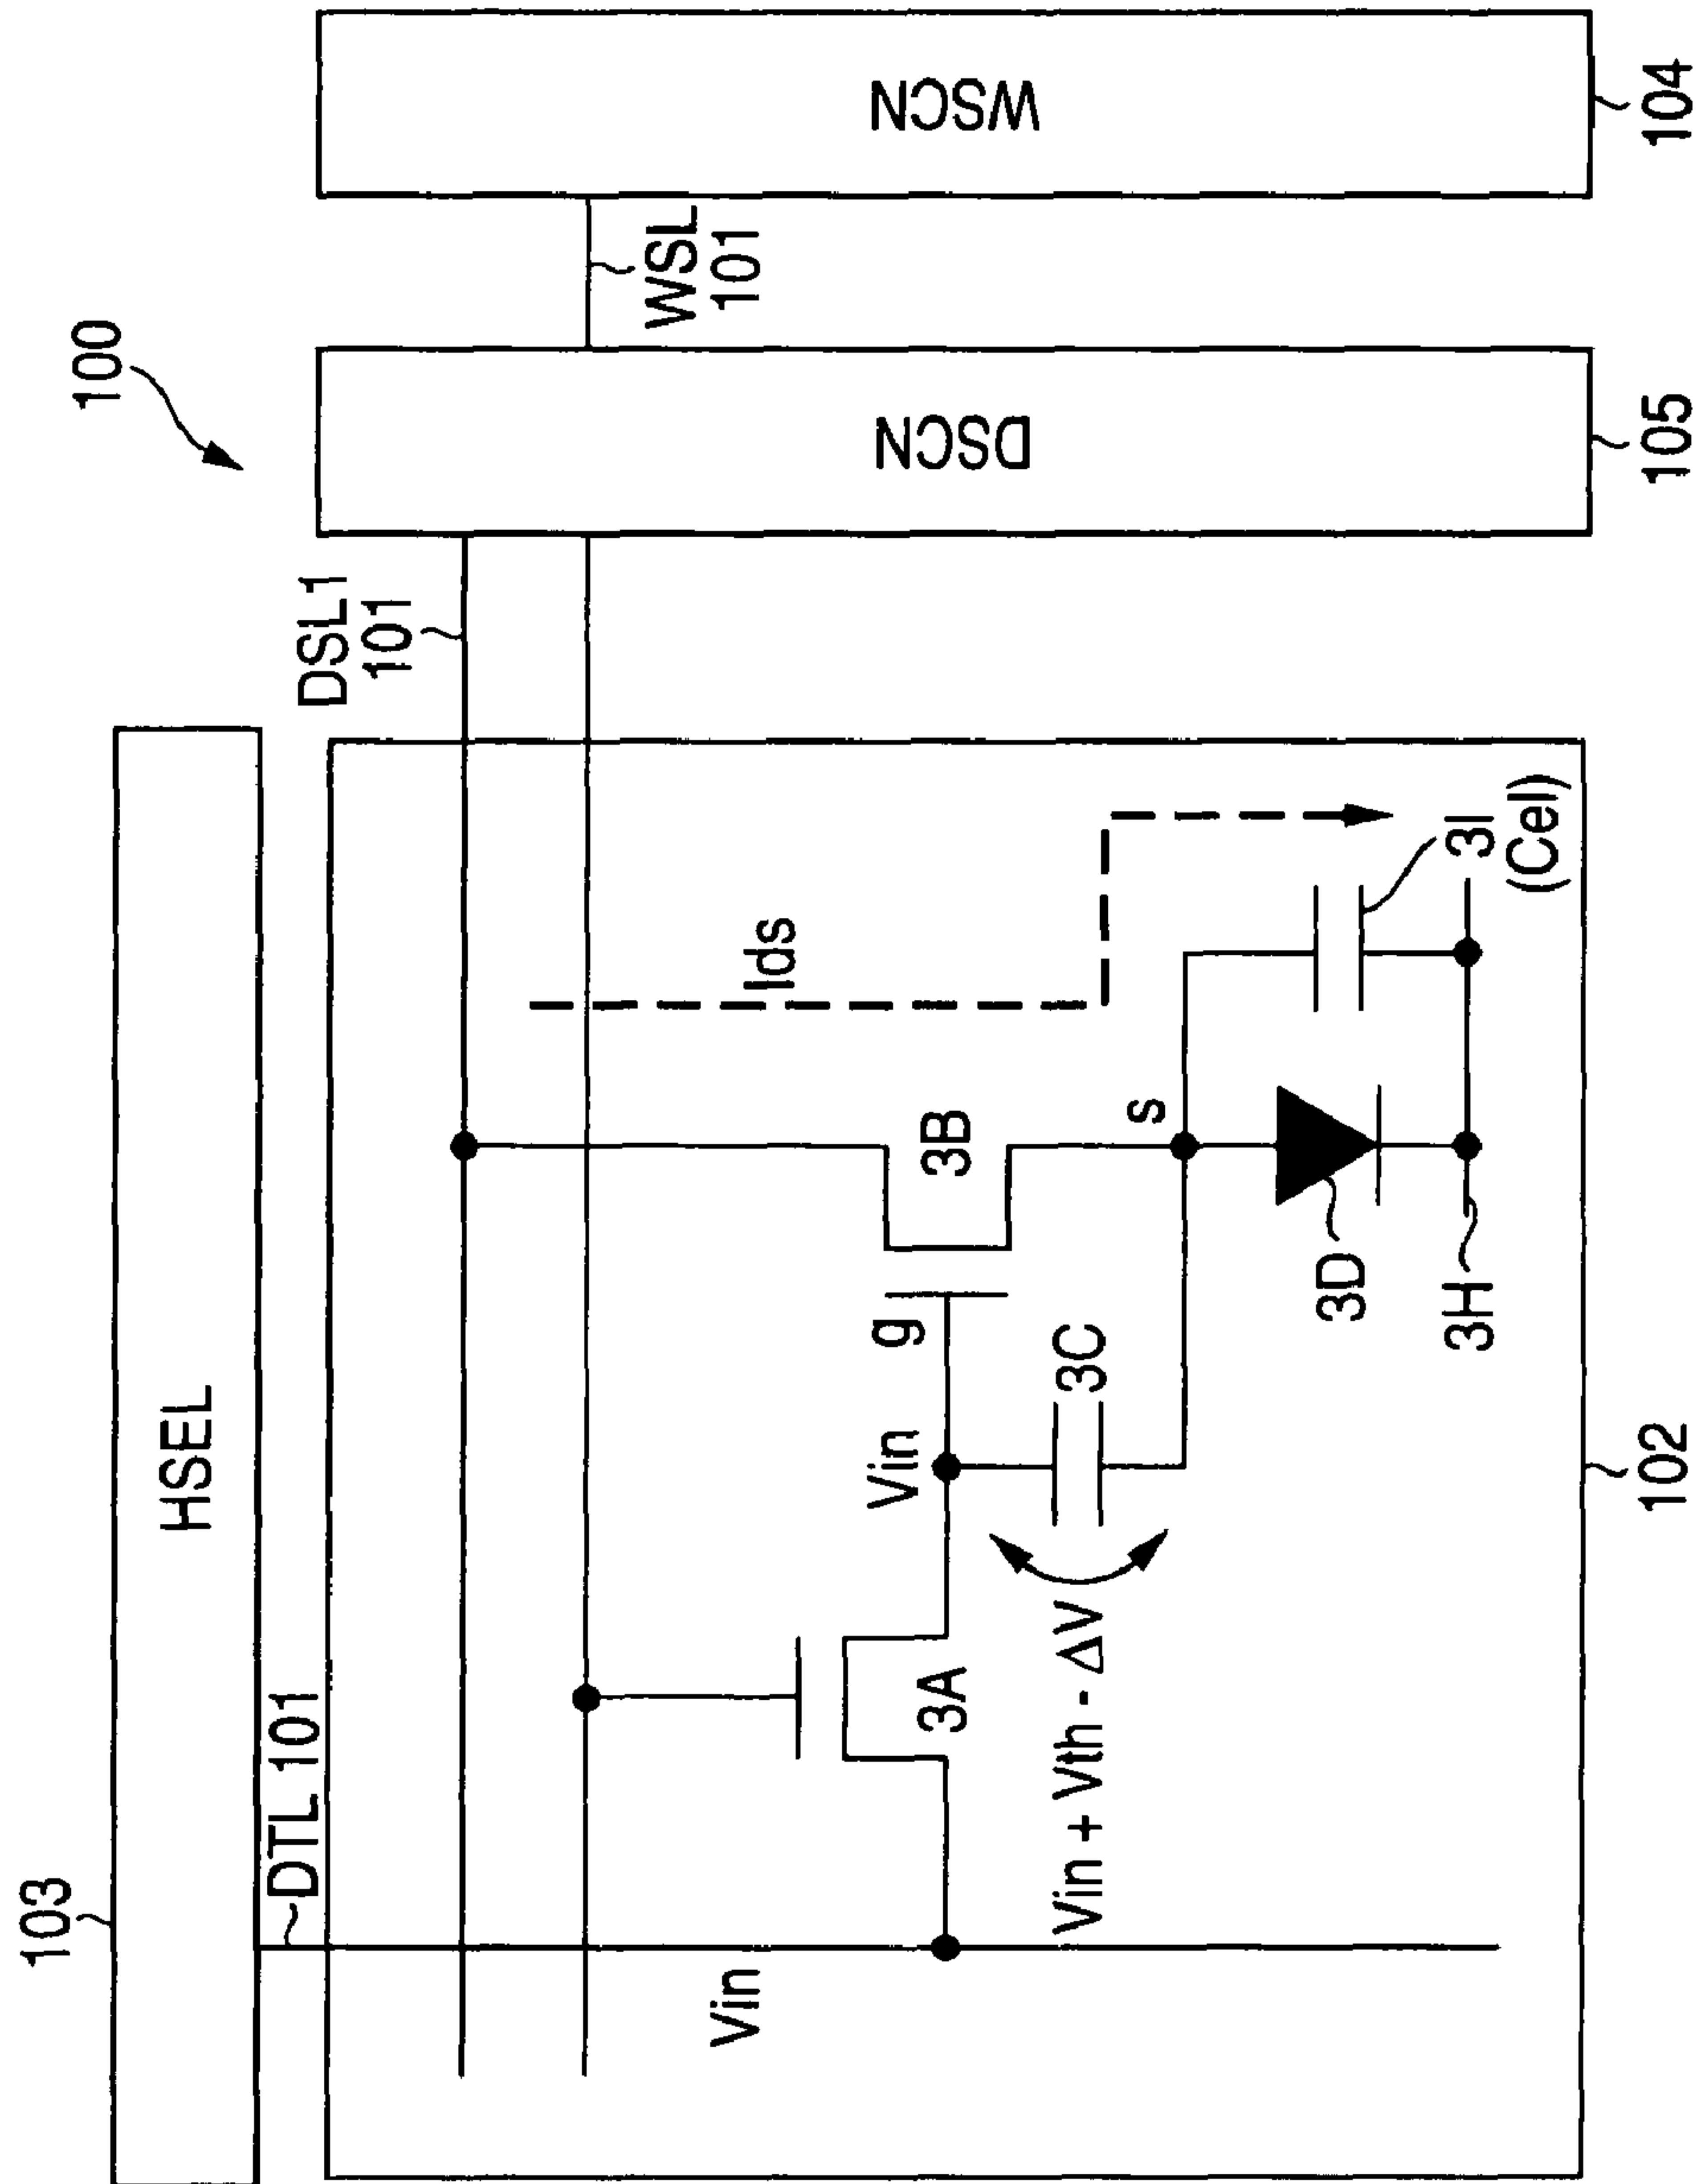 100
103
HSEL
DTL 101
DSL1
101
WSL
101
DSCN
105
WSCN
104
Vin
3A
Vin
g
3B
Ids
Vin + Vth - ΔV
3C
s
3D
3H
3I
(Cel)
102